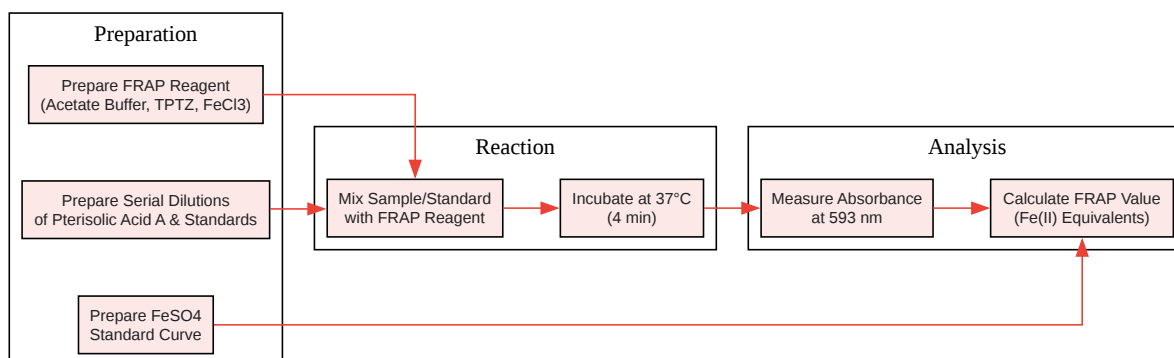 Preparation
Prepare FRAP Reagent
(Acetate Buffer, TPTZ, FeCl3)
Prepare Serial Dilutions
of Pterisolic Acid A & Standards
Prepare FeSO4
Standard Curve
Reaction
Mix Sample/Standard
with FRAP Reagent
Incubate at 37°C
(4 min)
Analysis
Measure Absorbance
at 593 nm
Calculate FRAP Value
(Fe(II) Equivalents)